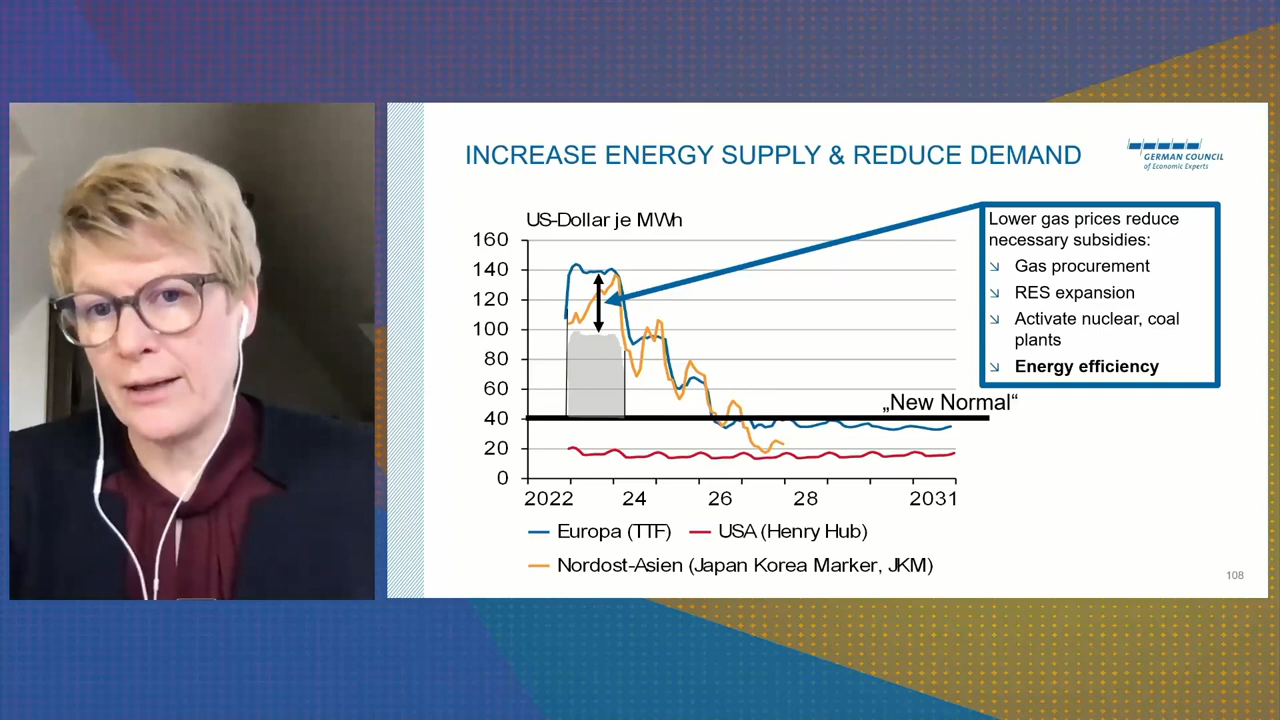 INCREASE ENERGY SUPPLY & REDUCE DEMAND
GERMAN COUNCIL
of Economic Experts
US-Dollar je MWh
160
140
120
100
80
60
40
20
0
2022
24
26
28
2031
Lower gas prices reduce
necessary subsidies:
Gas procurement
RES expansion
Activate nuclear, coal
plants
Energy efficiency
„New Normal“
Europa (TTF)
USA (Henry Hub)
Nordost-Asien (Japan Korea Marker, JKM)
108